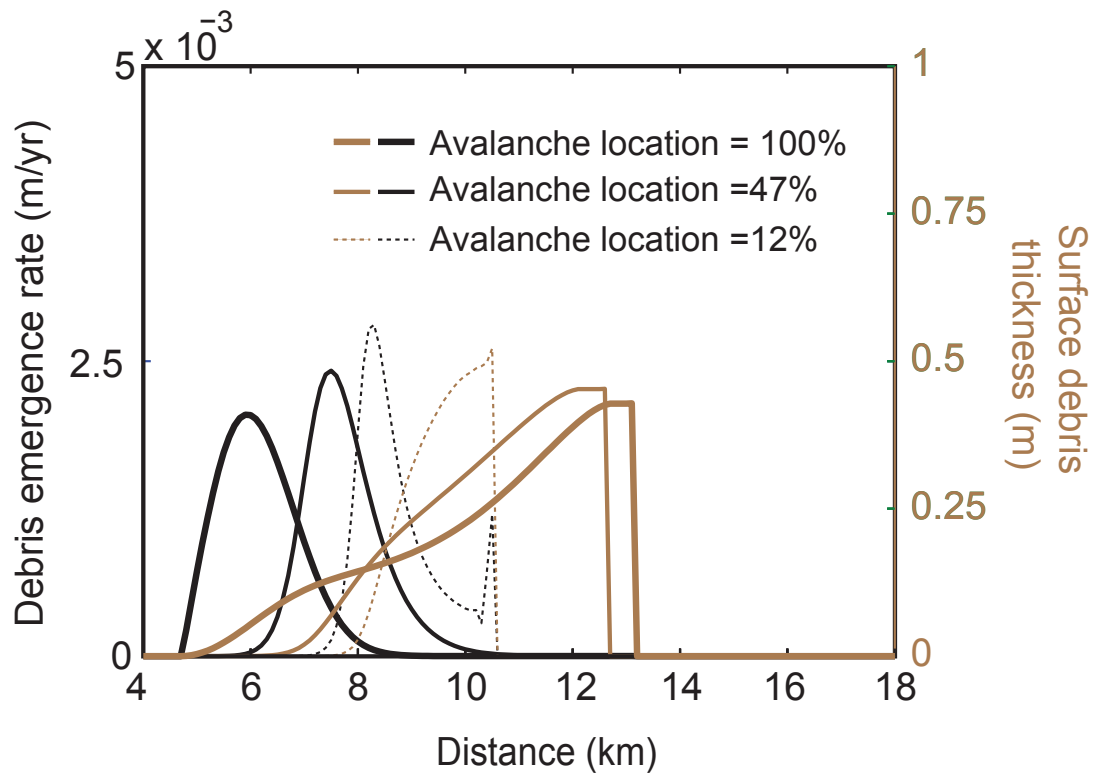 5 x 10⁻³
1
Avalanche location = 100%
Avalanche location =47%
Avalanche location =12%
0.75
2.5
0.5
0.25
0
0
4 6 8 10 12 14 16 18
Distance (km)
Debris emergence rate (m/yr)
Surface debris
thickness (m)